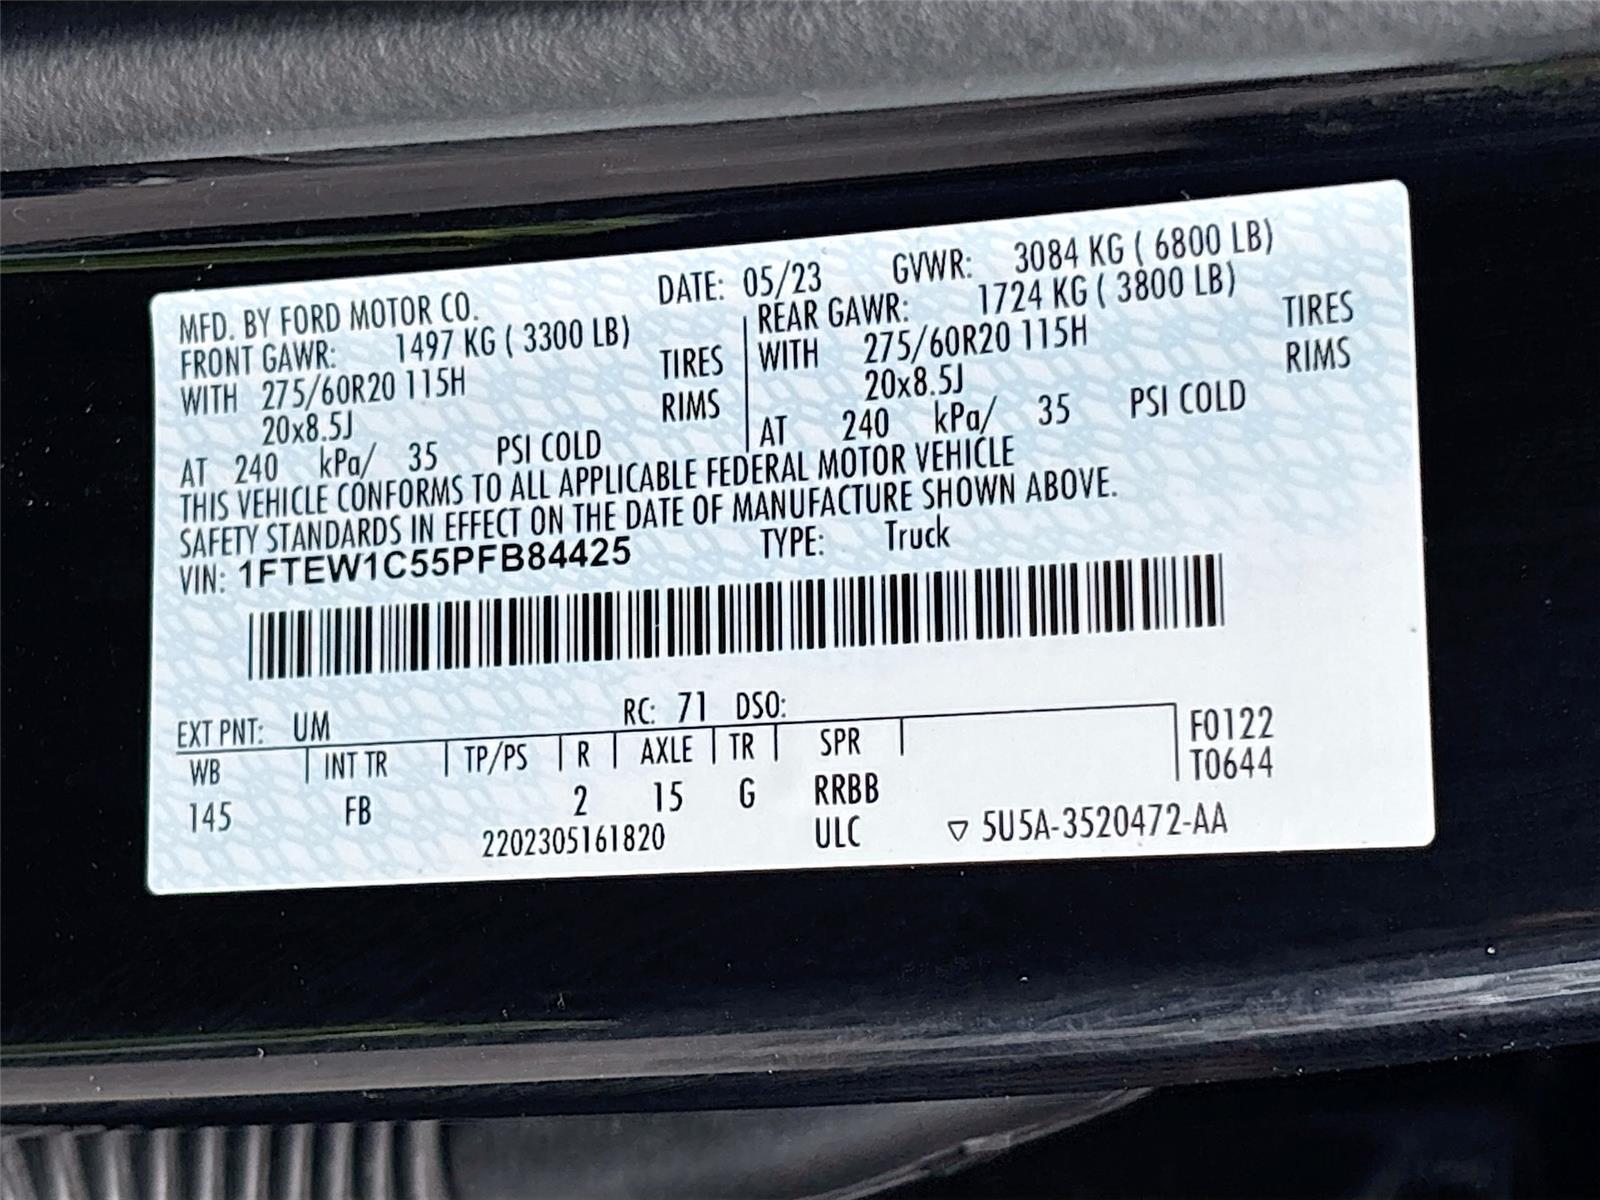 MFD. BY FORD MOTOR CO. DATE: 05/23 GVWR: 3084 KG ( 6800 LB)
FRONT GAWR: 1497 KG ( 3300 LB) REAR GAWR: 1724 KG ( 3800 LB)
WITH 275/60R20 115H TIRES WITH 275/60R20 115H TIRES
20x8.5J RIMS 20x8.5J RIMS
AT 240 kPa/ 35 PSI COLD AT 240 kPa/ 35 PSI COLD
THIS VEHICLE CONFORMS TO ALL APPLICABLE FEDERAL MOTOR VEHICLE
SAFETY STANDARDS IN EFFECT ON THE DATE OF MANUFACTURE SHOWN ABOVE.
VIN: 1FTEW1C55PFB84425 TYPE: Truck
EXT PNT: UM RC: 71 DSO:
WB INT TR TP/PS R AXLE TR SPR F0122
T0644
145 FB 2 15 G RRBB
2202305161820 ULC 5U5A-3520472-AA